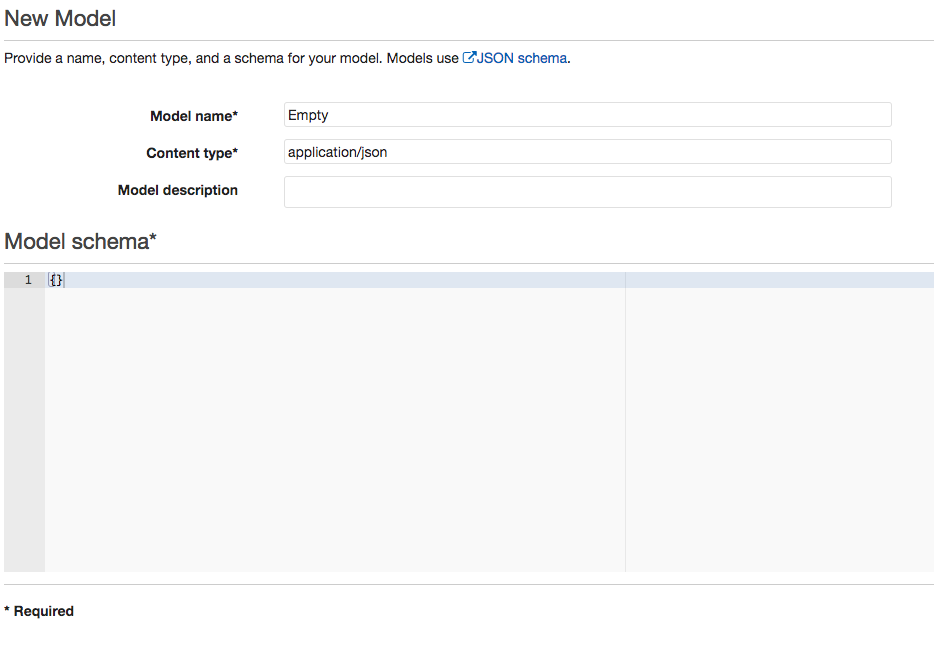 New Model
Provide a name, content type, and a schema for your model. Models use JSON schema.
Model name* Empty
Content type* application/json
Model description
Model schema*
1 {}
* Required